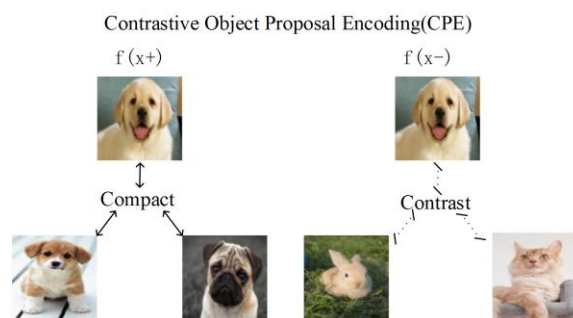 Contrastive Object Proposal Encoding(CPE)
f(x+)
f(x-)
Compact
Contrast